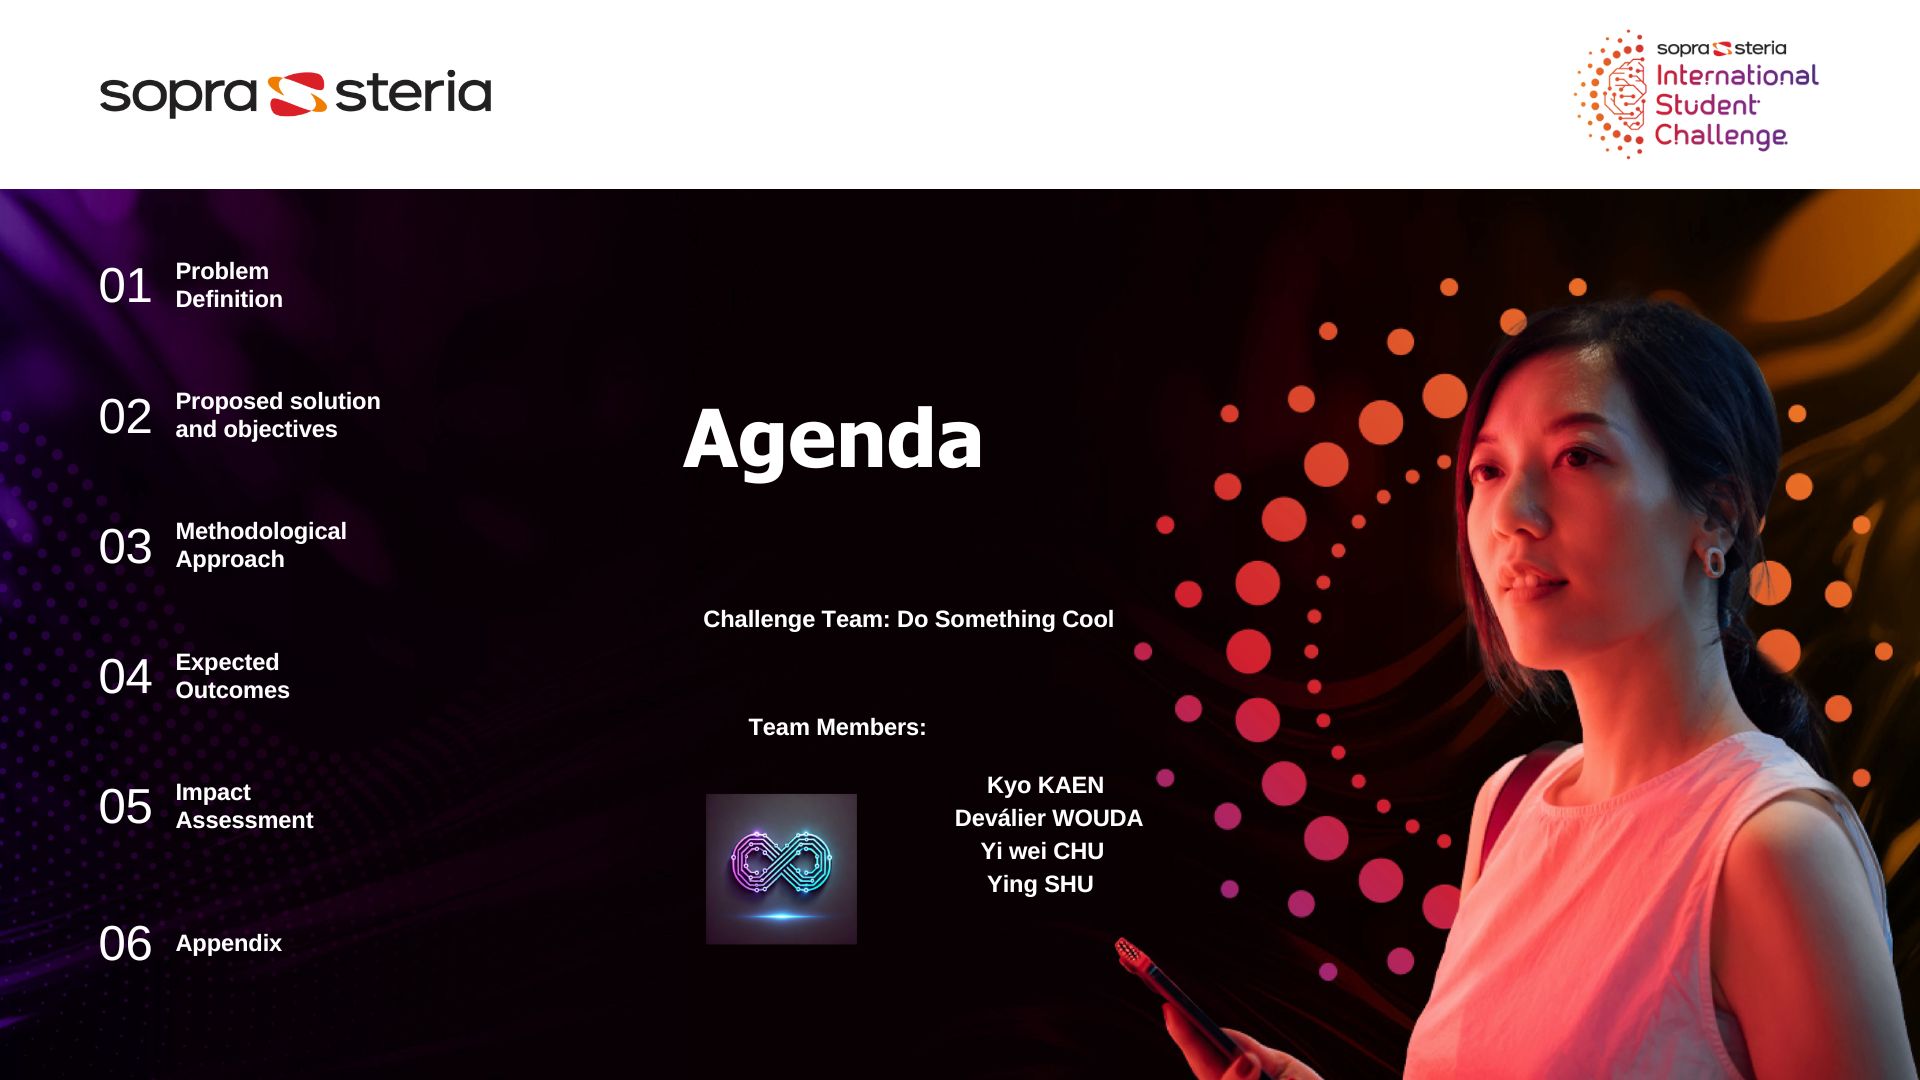 sopra steria
sopra steria
International
Student
Challenge.
01
Problem
Definition
02
Proposed solution
and objectives
03
Methodological
Approach
04
Expected
Outcomes
05
Impact
Assessment
06
Appendix
Agenda
Challenge Team: Do Something Cool
Team Members:
Kyo KAEN
Deválier WOUDA
Yi wei CHU
Ying SHU